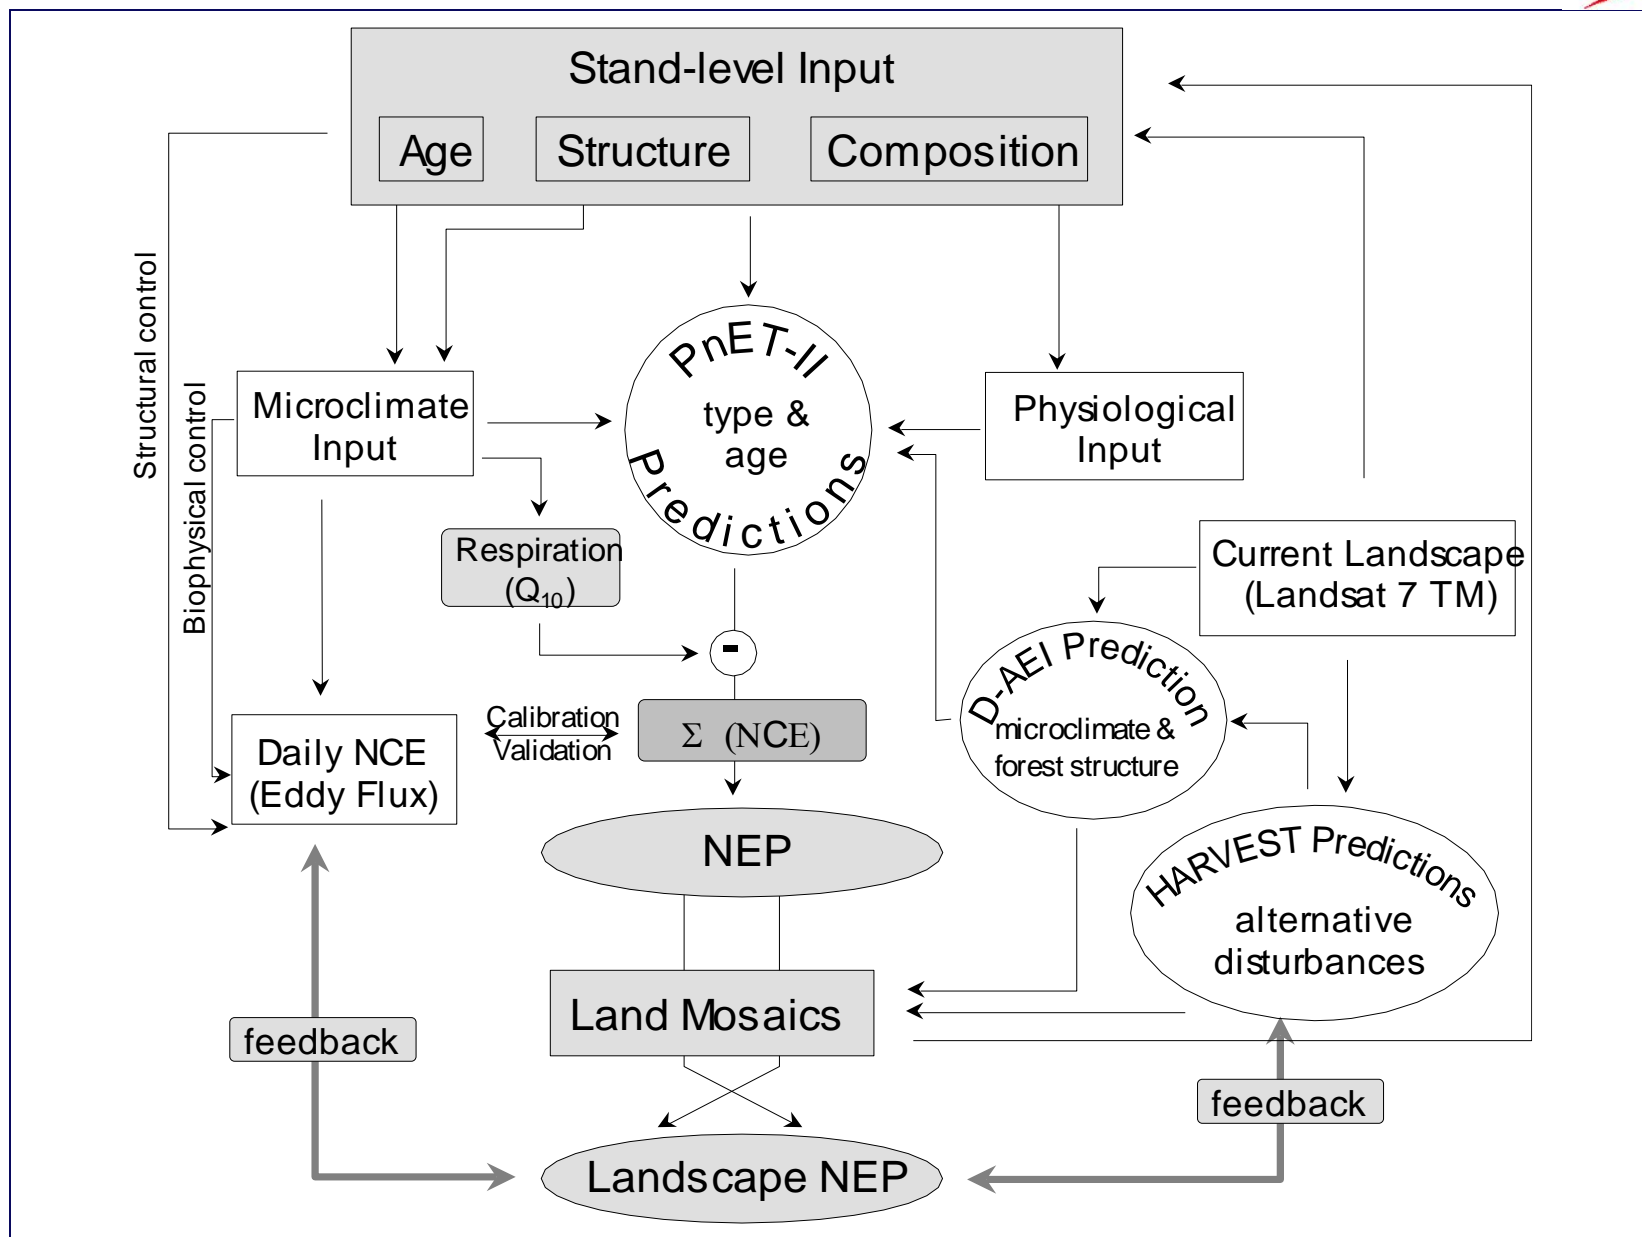 Stand-level Input
Age
Structure
Composition
Structural control
Biophysical control
Microclimate
Input
PnET-II
type &
age
Predictions
Physiological
Input
Respiration
(Q10)
Current Landscape
(Landsat 7 TM)
-
D-AEI Prediction
microclimate &
forest structure
Calibration
Validation
Σ (NCE)
Daily NCE
(Eddy Flux)
NEP
HARVEST Predictions
alternative
disturbances
Land Mosaics
feedback
feedback
Landscape NEP